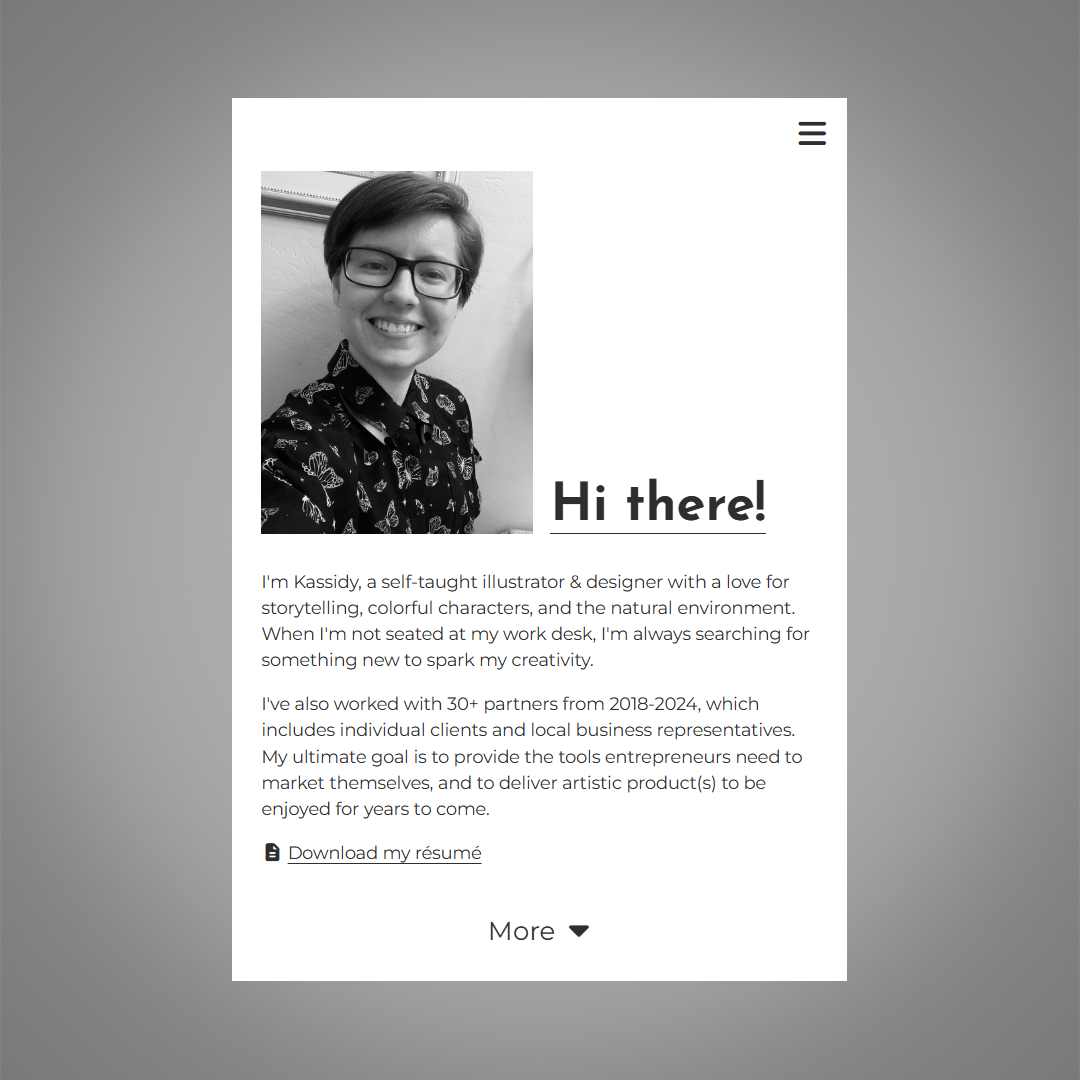 Hi there!
I'm Kassidy, a self-taught illustrator & designer with a love for
storytelling, colorful characters, and the natural environment.
When I'm not seated at my work desk, I'm always searching for
something new to spark my creativity.
I've also worked with 30+ partners from 2018-2024, which
includes individual clients and local business representatives.
My ultimate goal is to provide the tools entrepreneurs need to
market themselves, and to deliver artistic product(s) to be
enjoyed for years to come.
Download my résumé
More